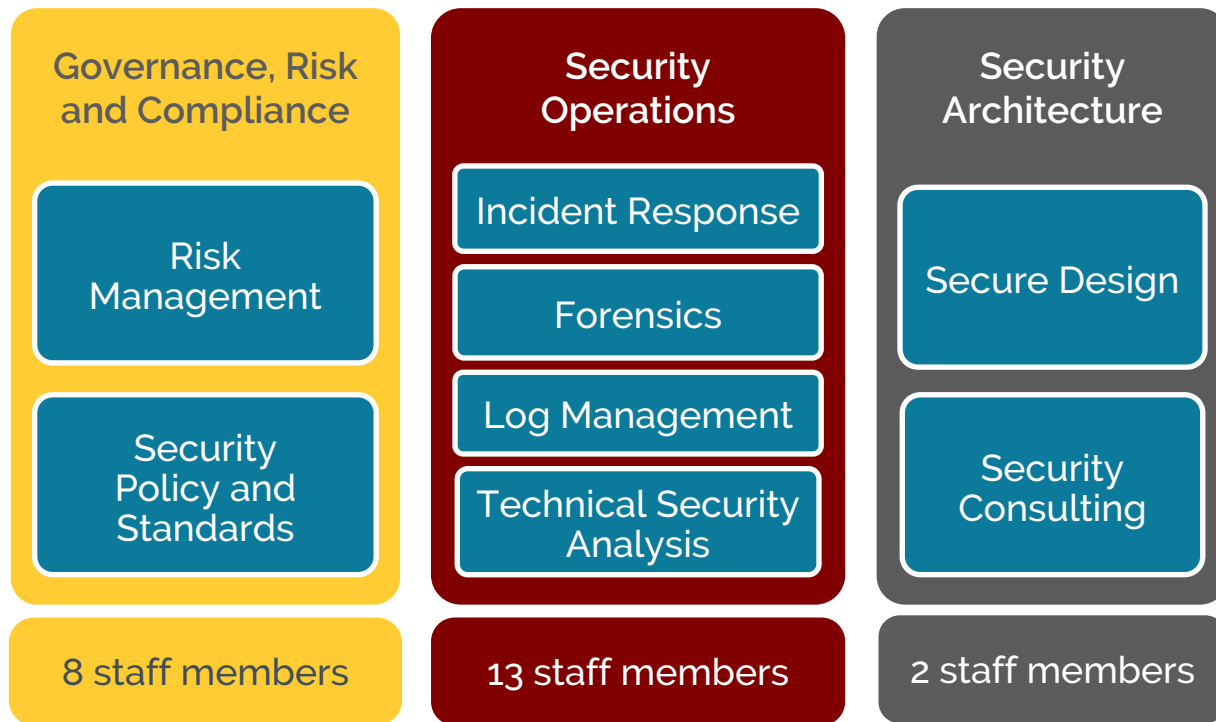 Governance, Risk
and Compliance
Risk
Management
Security
Policy and
Standards
8 staff members
Security
Operations
Incident Response
Forensics
Log Management
Technical Security
Analysis
13 staff members
Security
Architecture
Secure Design
Security
Consulting
2 staff members